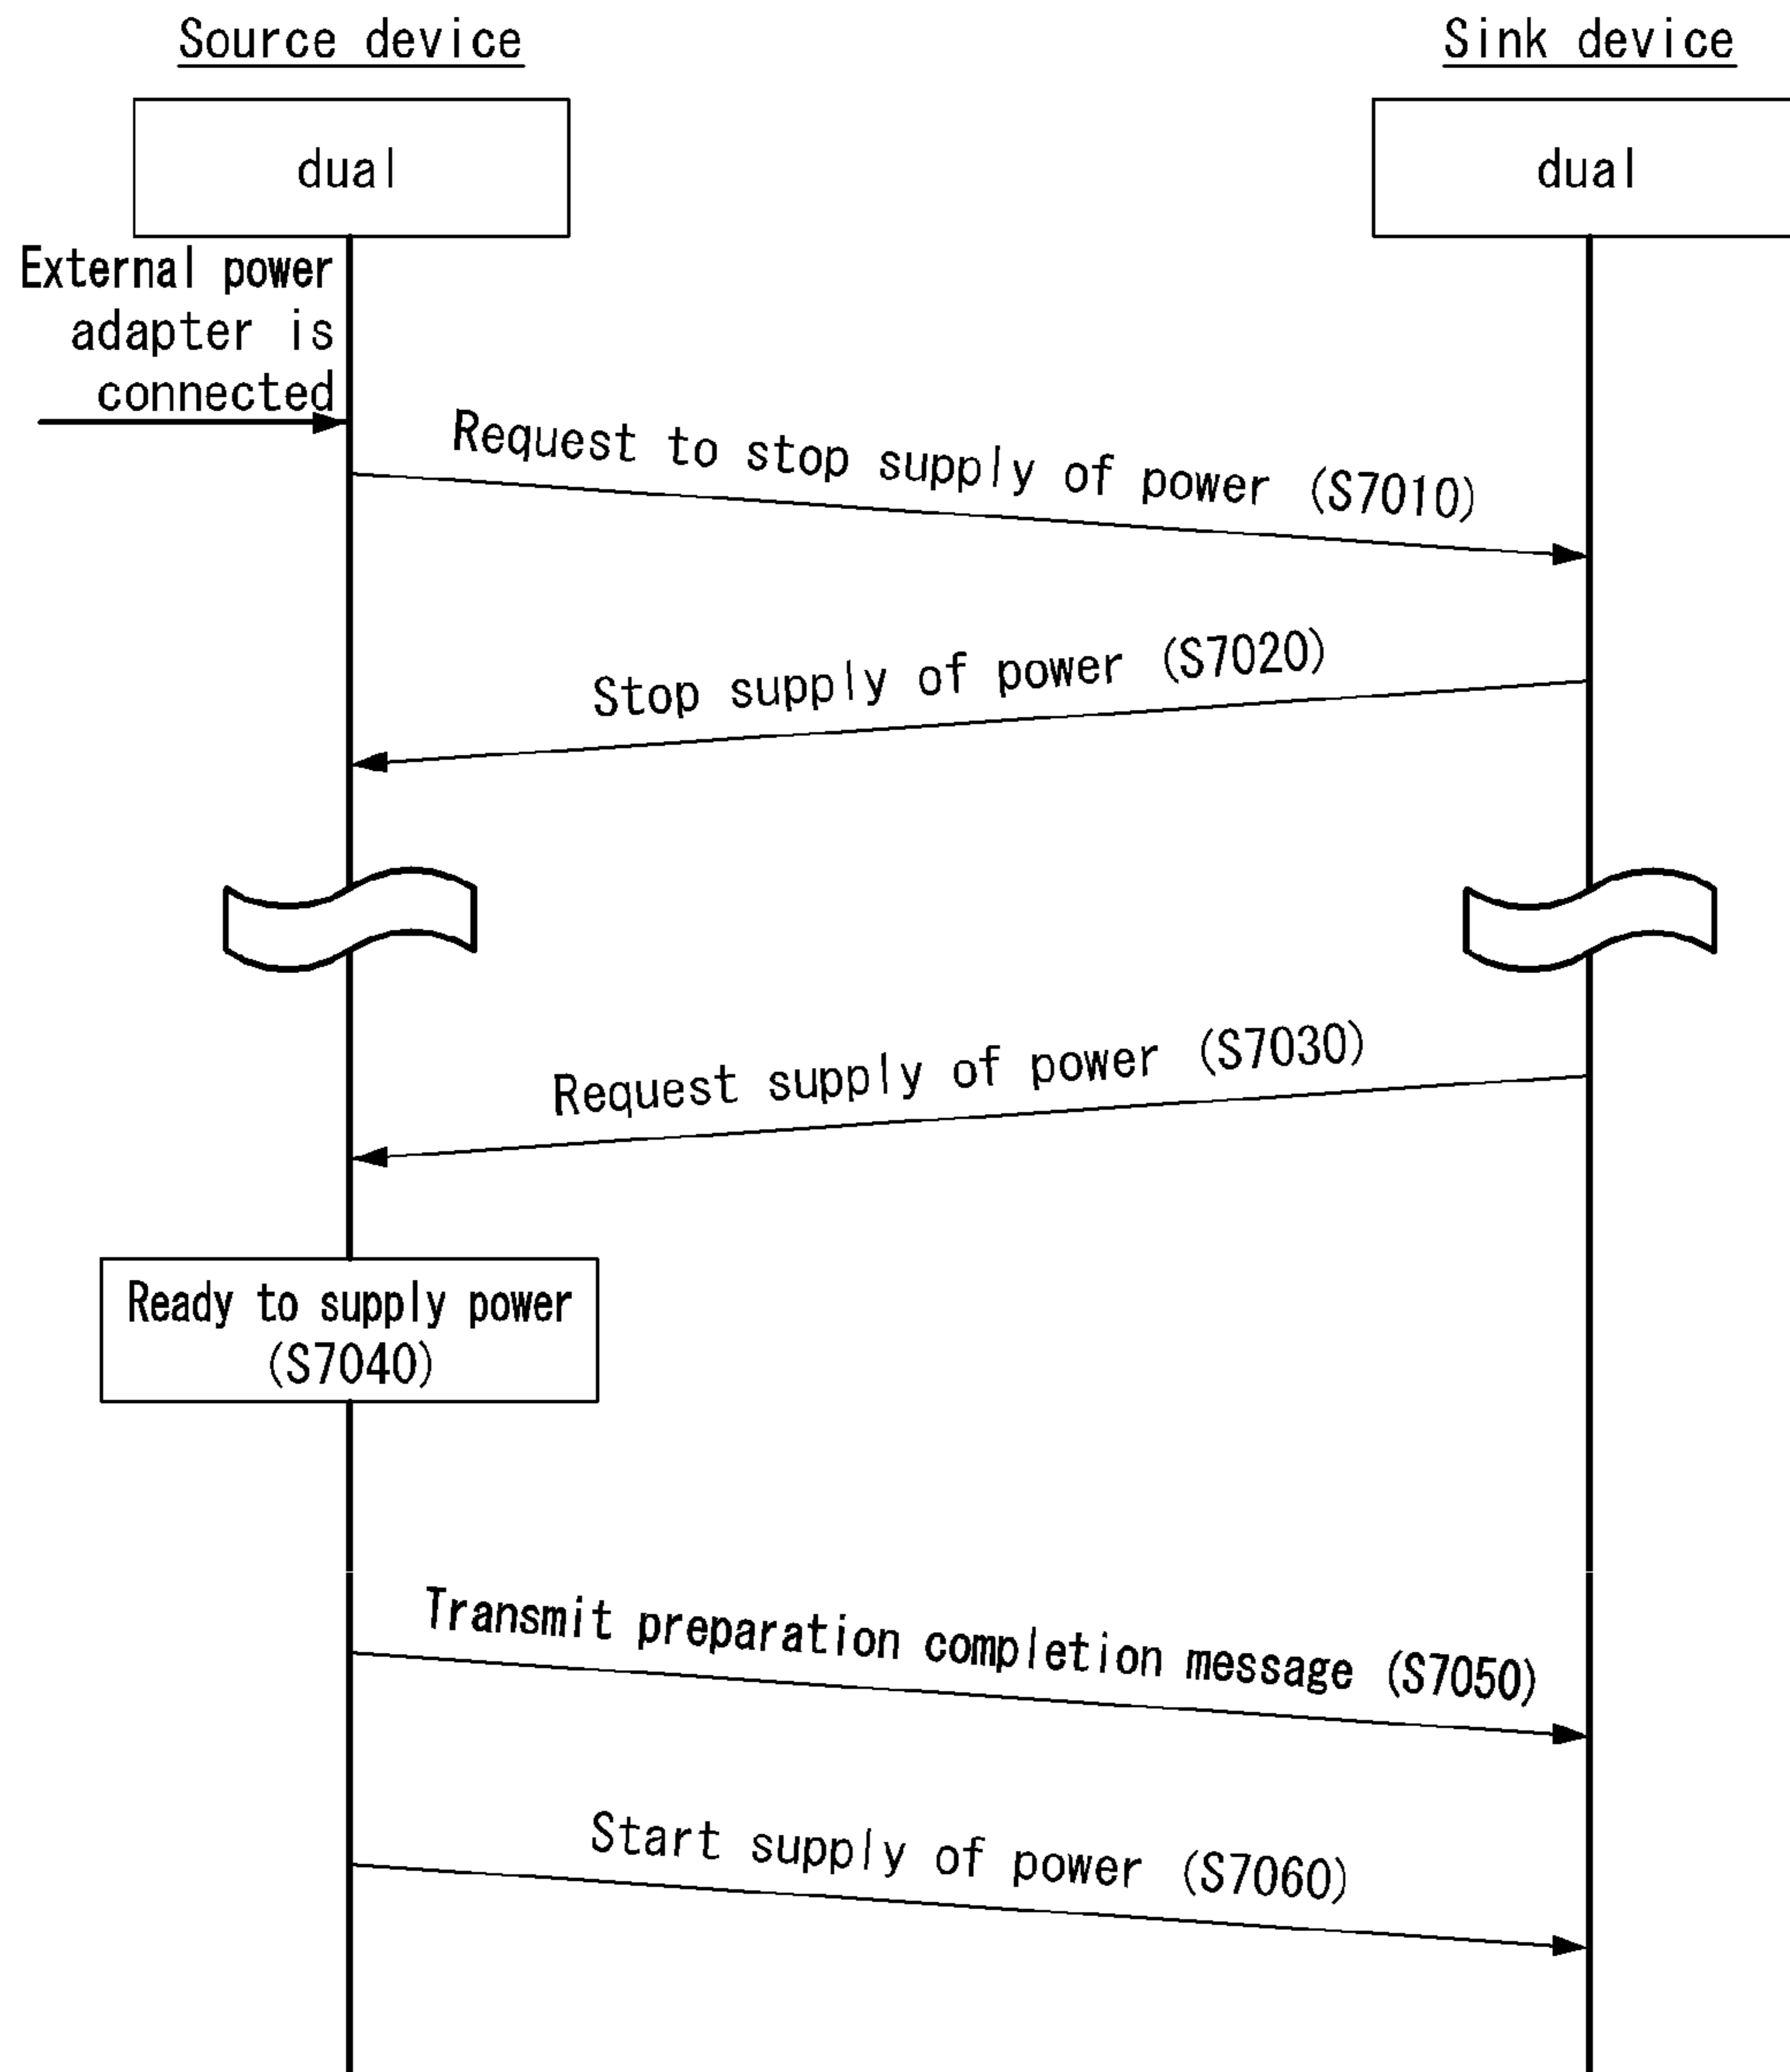 Source device
Sink device
dual
dual
External power
adapter is
connected
Request to stop supply of power (S7010)
Stop supply of power (S7020)
Request supply of power (S7030)
Ready to supply power
(S7040)
Transmit preparation completion message (S7050)
Start supply of power (S7060)